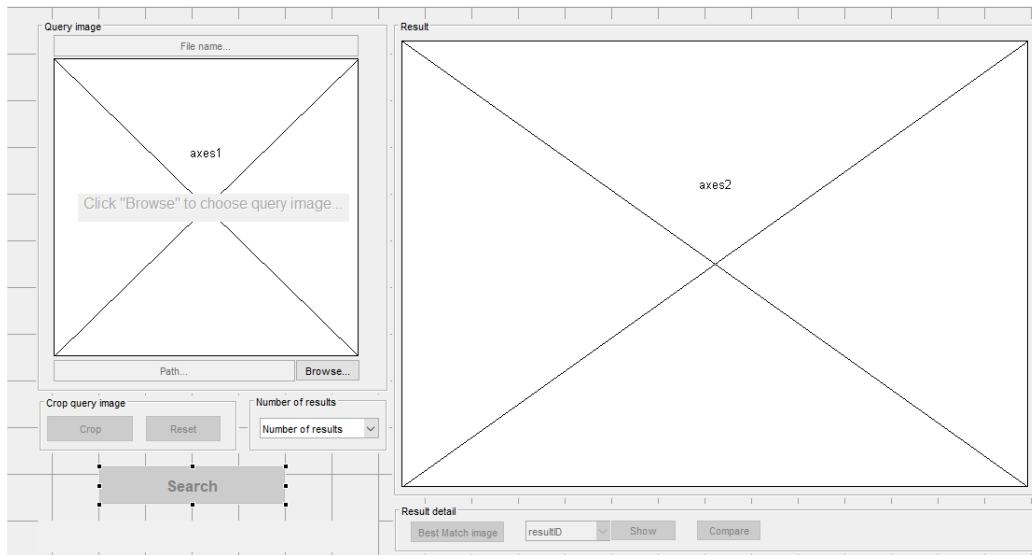 Query image
File name...
axes1
Click "Browse" to choose query image...
Path...
Browse...
Crop query image
Crop
Reset
Number of results
Number of results
Search
Result
axes2
Result detail
Best Match image
resultID
Show
Compare